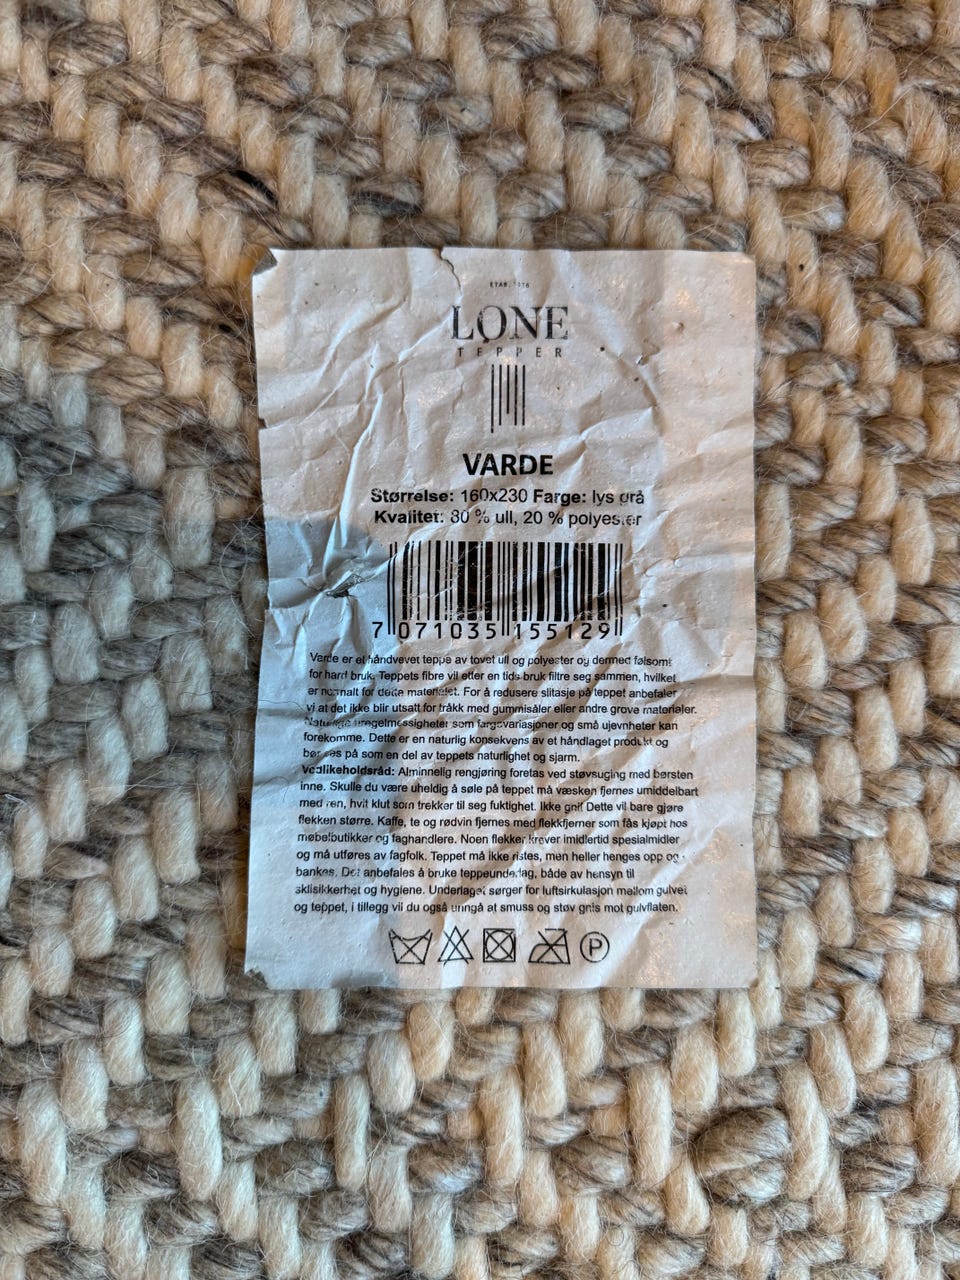 LØNE
TEPPER
VARDE
Størrelse: 160x230 Farge: lys grå
Kvalitet: 80 % ull, 20 % polyester
7 071035 155129
Varde er et håndvevet teppe av tovet ull og polyester og dermed følsomt
for hard bruk. Teppets fibre vil etter en tids bruk filtre seg sammen, hvilket
er normalt for dette materialet. For å redusere slitasje på teppet anbefaler
vi at det ikke blir utsatt for tråkk med gummisåler eller andre grove materialer.
Naturlige uregelmessigheter som fargevariasjoner og små ujevnheter kan
forekomme. Dette er en naturlig konsekvens av et håndlaget produkt og
bør ses på som en del av teppets naturlighet og sjarm.
Vedlikeholdsråd: Alminnelig rengjøring foretas ved støvsuging med børsten
inne. Skulle du være uheldig å søle på teppet må væsken fjernes umiddelbart
med ren, hvit klut som trekker til seg fuktighet. Ikke gni! Dette vil bare gjøre
flekken større. Kaffe, te og rødvin fjernes med flekkfjerner som fås kjøpt hos
møbelbutikker og faghandlere. Noen flekker krever imidlertid spesialmidler
og må utføres av fagfolk. Teppet må ikke ristes, men heller henges opp og
bankes. Det anbefales å bruke teppeunderlag, både av hensyn til
sklisikkerhet og hygiene. Underlaget sørger for luftsirkulasjon mellom gulvet
og teppet, i tillegg vil du også unngå at smuss og støv gnis mot gulvflaten.
P